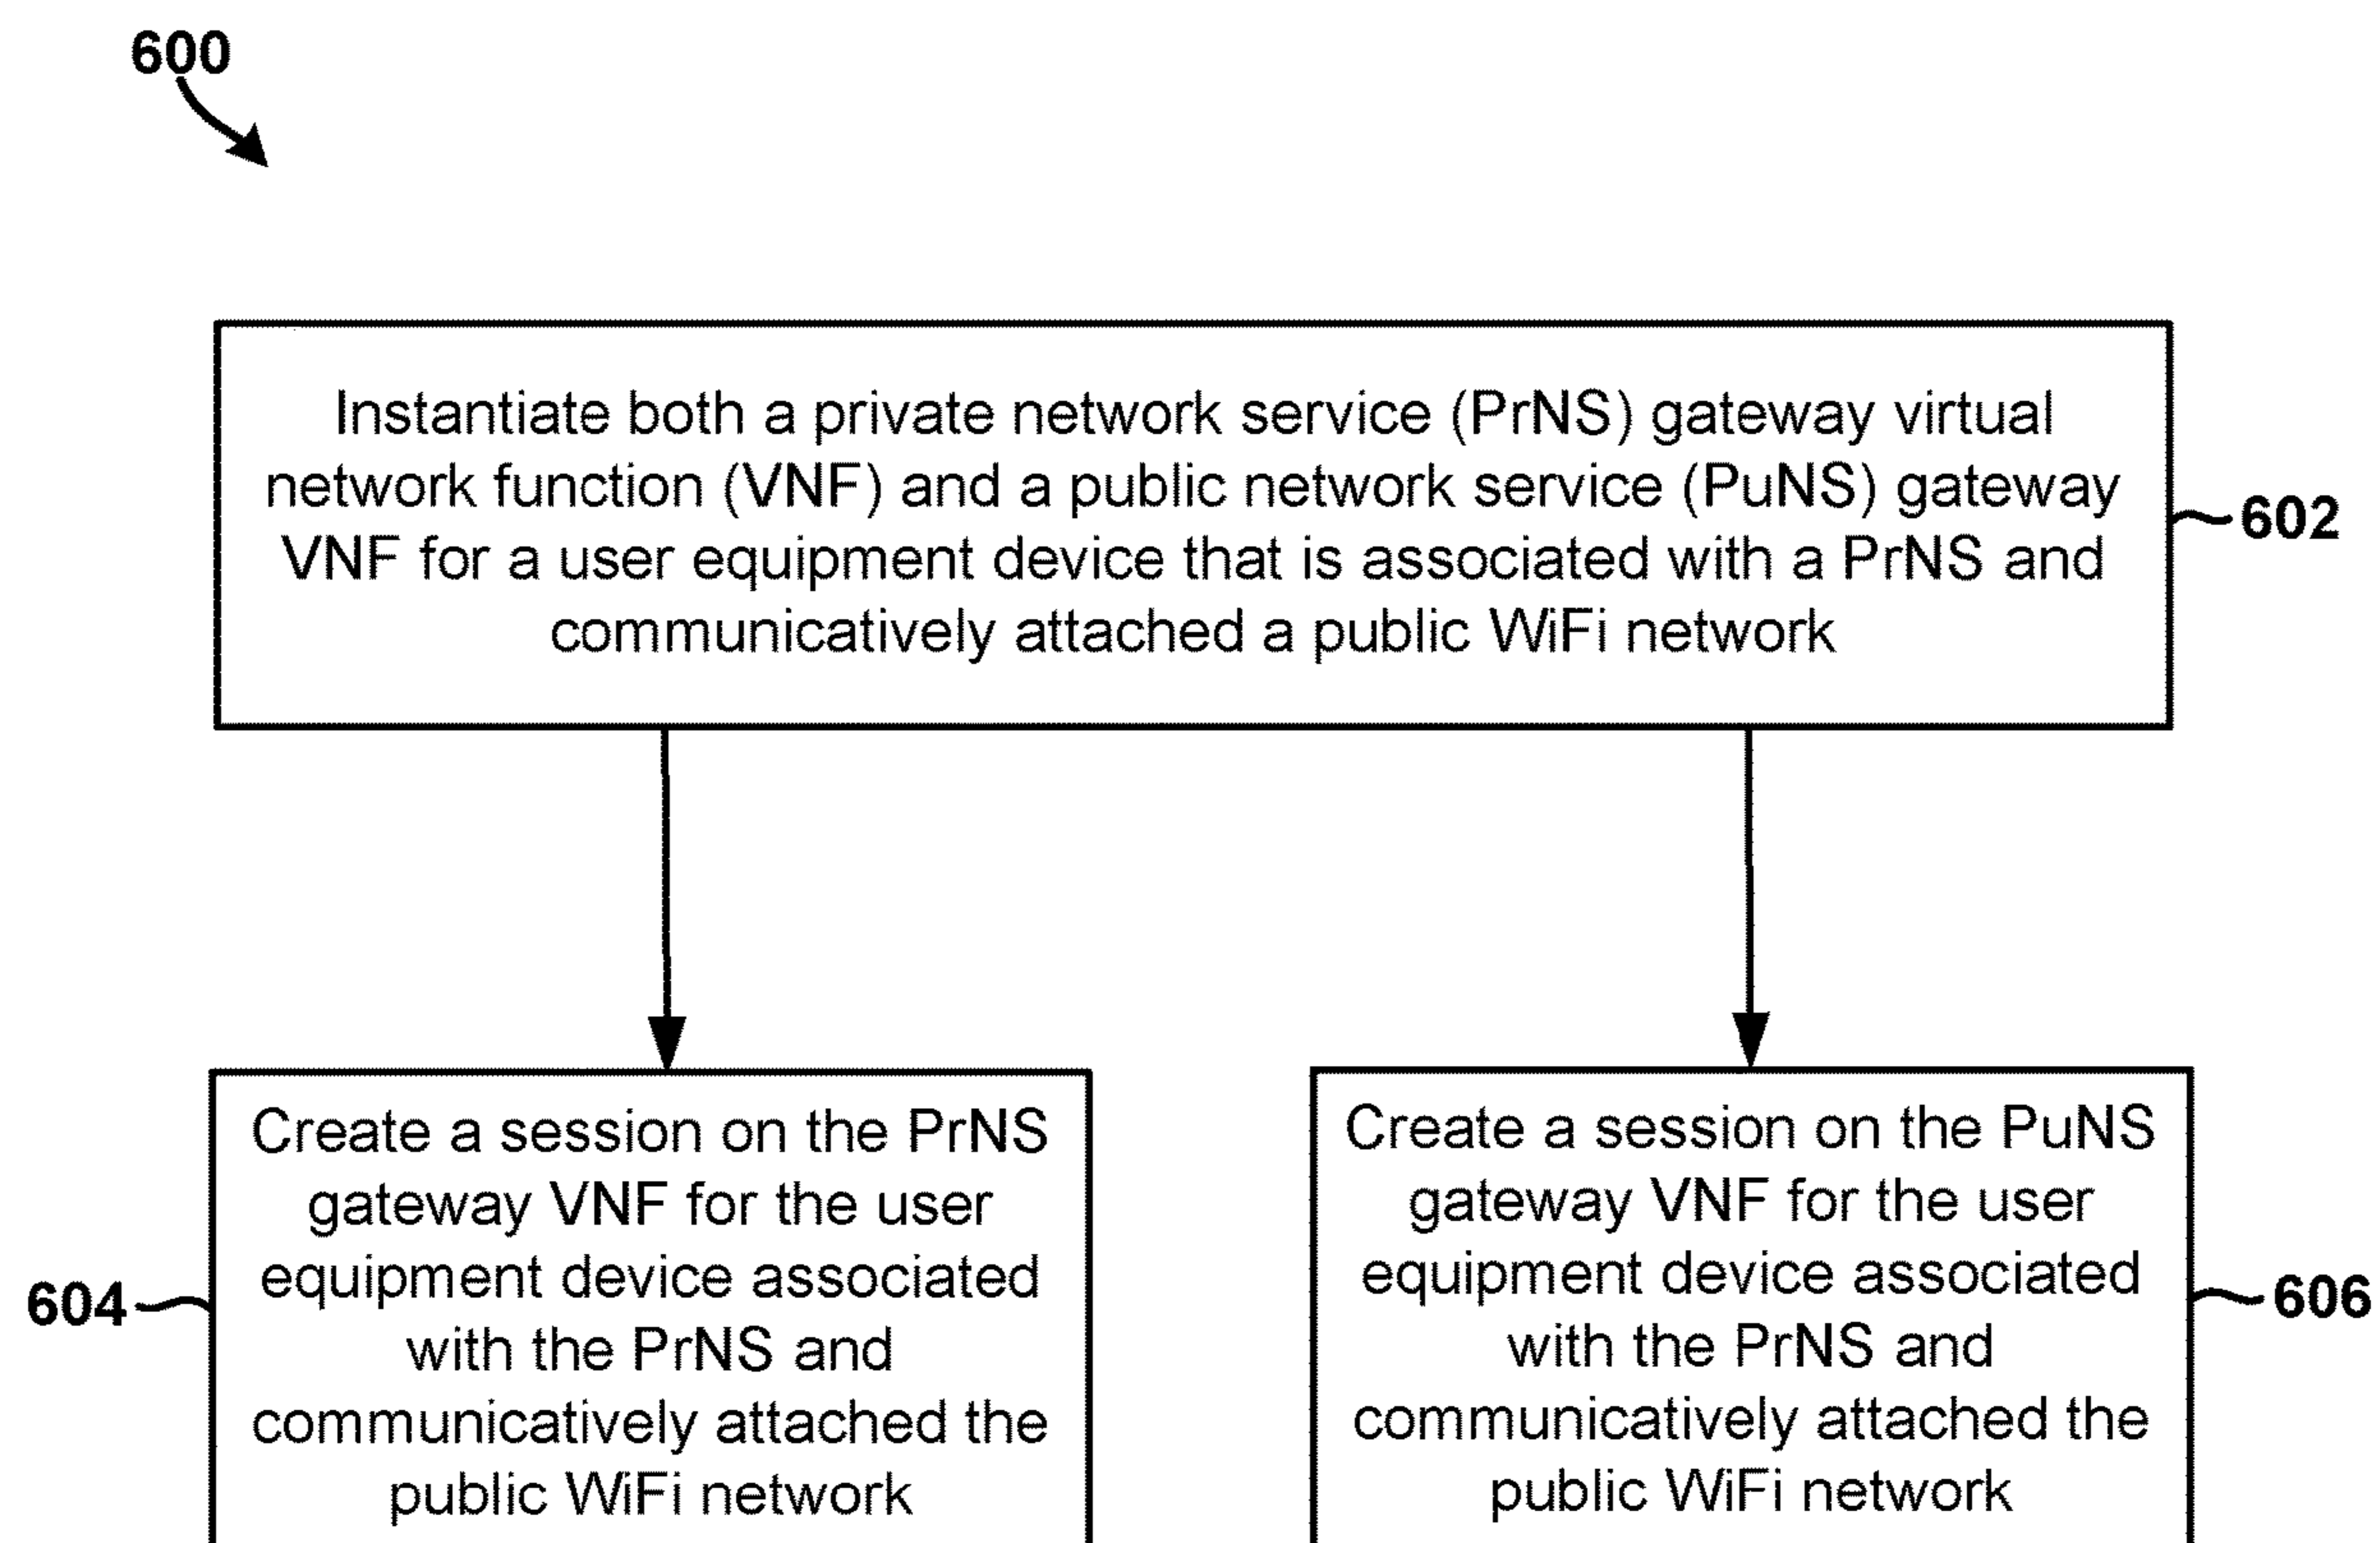 600
Instantiate both a private network service (PrNS) gateway virtual
network function (VNF) and a public network service (PuNS) gateway
VNF for a user equipment device that is associated with a PrNS and
communicatively attached a public WiFi network
602
Create a session on the PrNS
gateway VNF for the user
equipment device associated
with the PrNS and
communicatively attached the
public WiFi network
604
Create a session on the PuNS
gateway VNF for the user
equipment device associated
with the PrNS and
communicatively attached the
public WiFi network
606